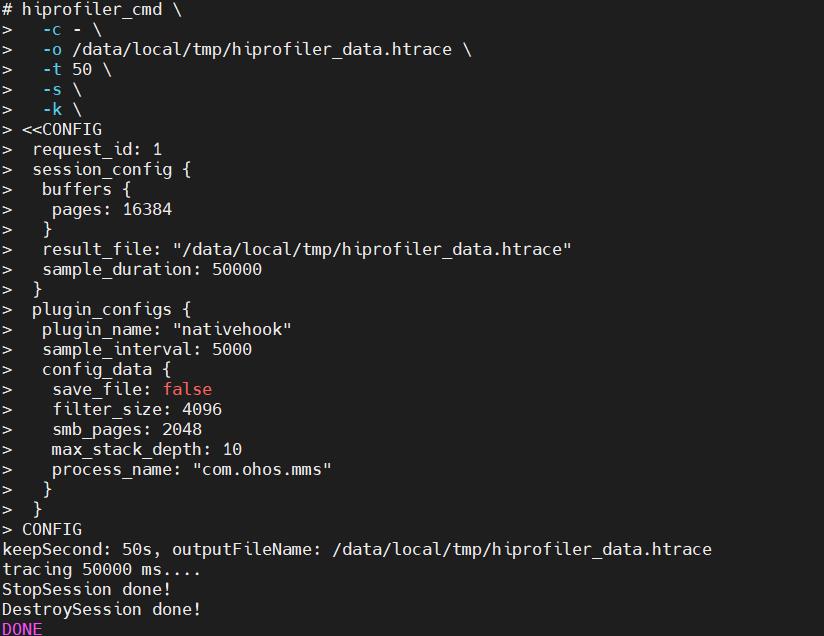 # hiprofiler_cmd \
>   -c - \
>   -o /data/local/tmp/hiprofiler_data.htrace \
>   -t 50 \
>   -s \
>   -k \
> <<CONFIG
>  request_id: 1
>  session_config {
>   buffers {
>    pages: 16384
>   }
>   result_file: "/data/local/tmp/hiprofiler_data.htrace"
>   sample_duration: 50000
>  }
>  plugin_configs {
>   plugin_name: "nativehook"
>   sample_interval: 5000
>   config_data {
>    save_file: false
>    filter_size: 4096
>    smb_pages: 2048
>    max_stack_depth: 10
>    process_name: "com.ohos.mms"
>   }
>  }
> CONFIG
keepSecond: 50s, outputFileName: /data/local/tmp/hiprofiler_data.htrace
tracing 50000 ms....
StopSession done!
DestroySession done!
DONE